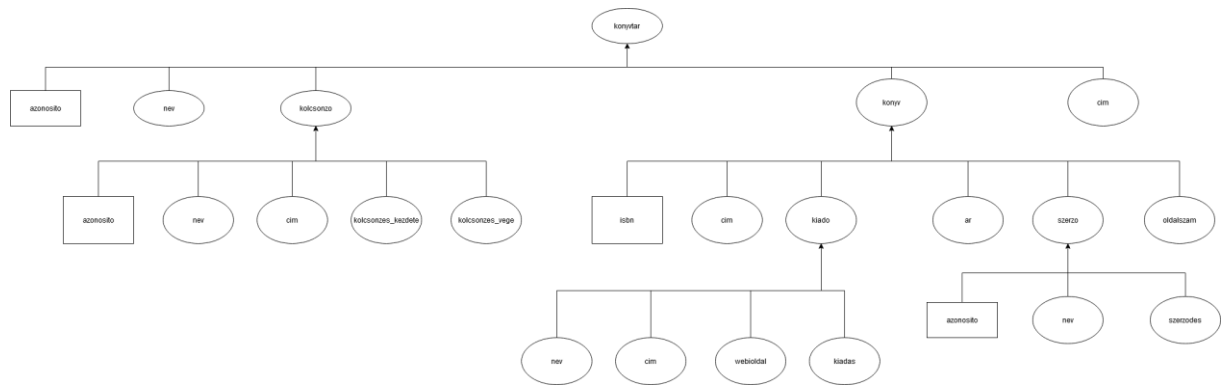 konyvtar
azonosito
nev
kolcsonzo
konyv
cim
azonosito
nev
cim
kolcsonzes_kezdete
kolcsonzes_vege
isbn
cim
kiado
ar
szerzo
oldalszam
azonosito
nev
szerzodes
nev
cim
weboldal
kiadas